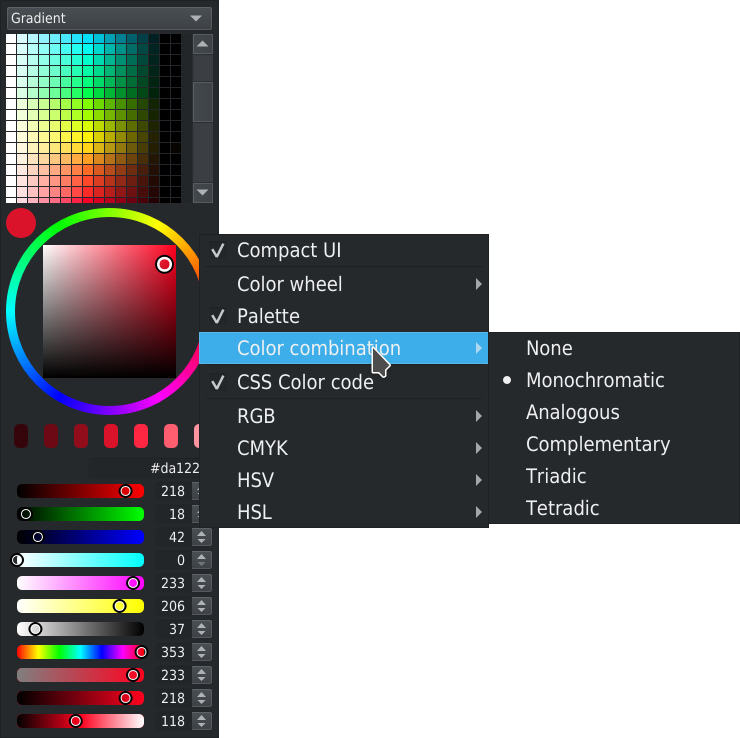 Gradient
Compact UI
Color wheel
Palette
Color combination
CSS Color code
RGB
CMYK
HSV
HSL
None
Monochromatic
Analogous
Complementary
Triadic
Tetradic
#da122
218
18
42
0
233
206
37
353
233
218
118